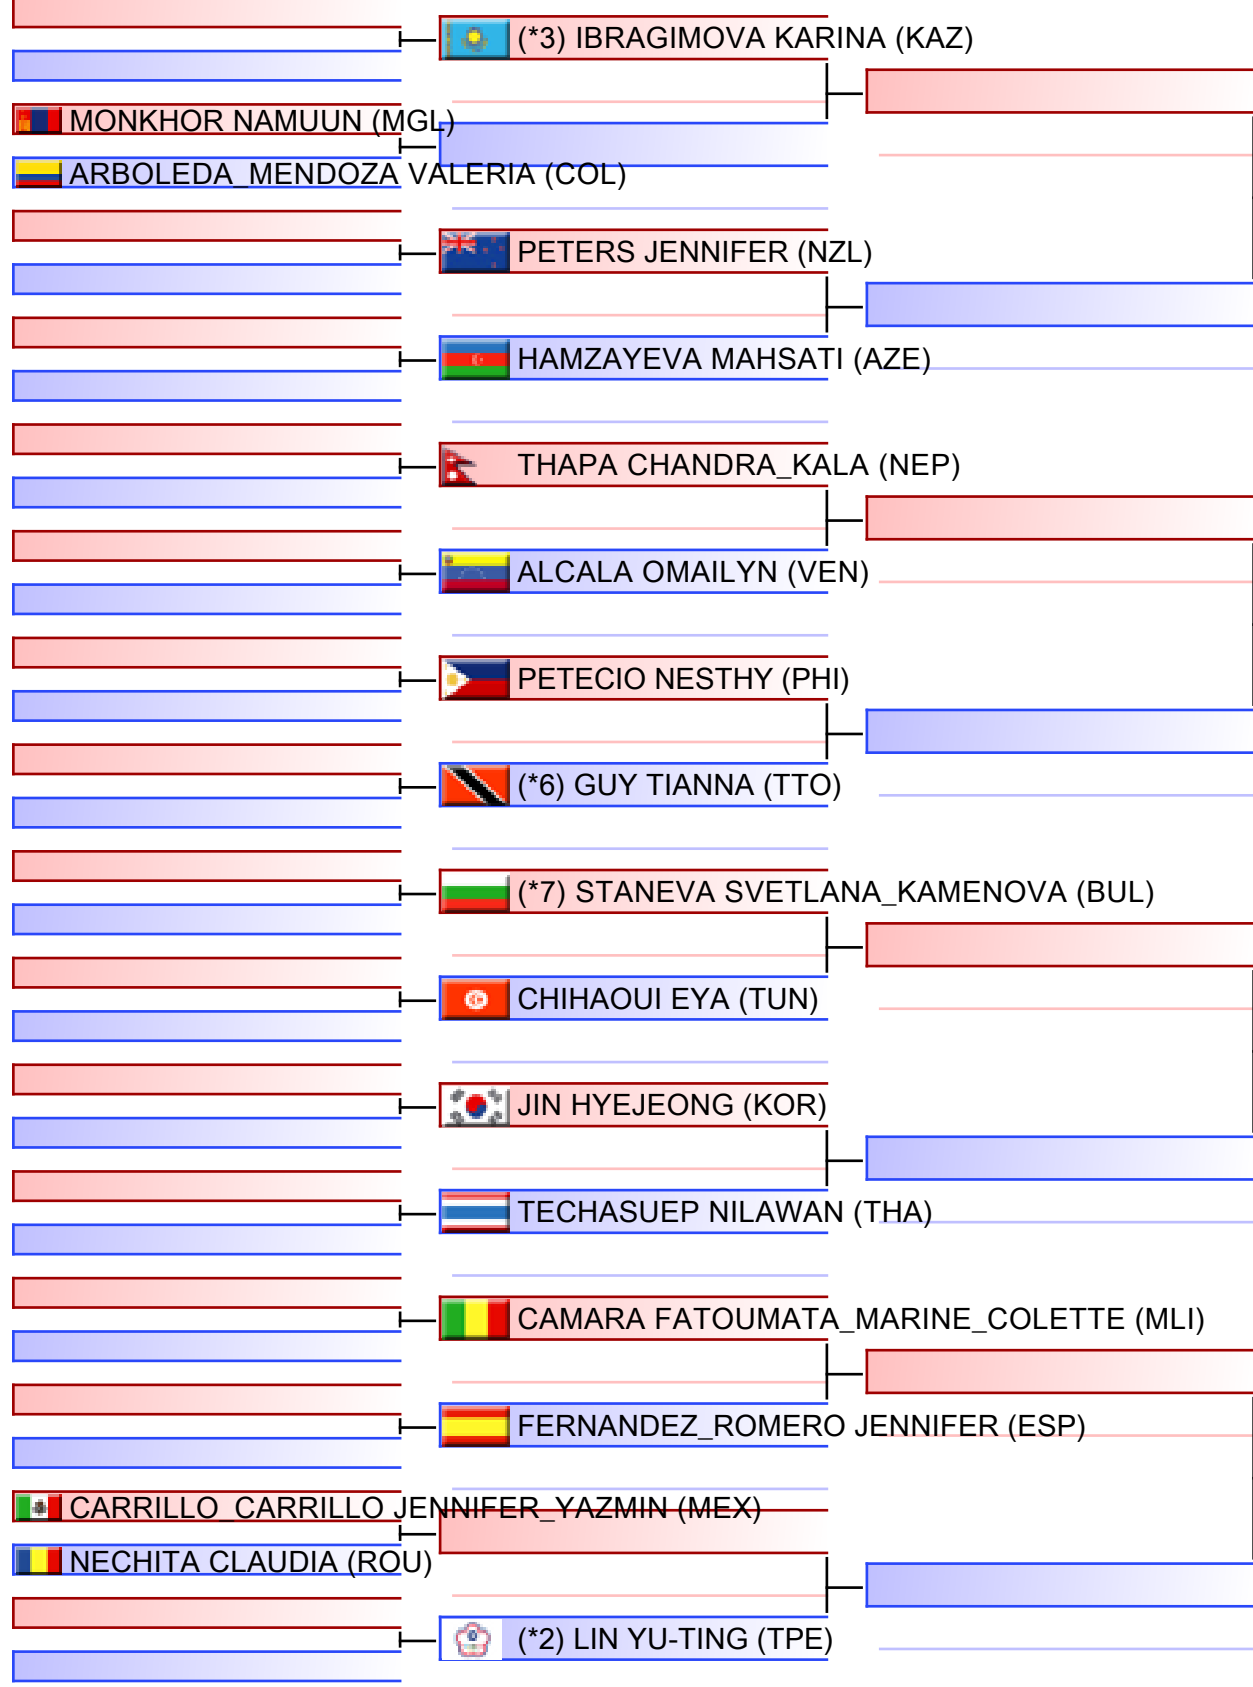 (*3) IBRAGIMOVA KARINA (KAZ)
MONKHOR NAMUUN (MGL)
ARBOLEDA_MENDOZA VALERIA (COL)
PETERS JENNIFER (NZL)
HAMZAYEVA MAHSATI (AZE)
THAPA CHANDRA_KALA (NEP)
ALCALA OMAILYN (VEN)
PETECIO NESTHY (PHI)
(*6) GUY TIANNA (TTO)
(*7) STANEVA SVETLANA_KAMENOVA (BUL)
CHIHAOUI EYA (TUN)
JIN HYEJEONG (KOR)
TECHASUEP NILAWAN (THA)
CAMARA FATOUMATA_MARINE_COLETTE (MLI)
FERNANDEZ_ROMERO JENNIFER (ESP)
CARRILLO_CARRILLO JENNIFER_YAZMIN (MEX)
NECHITA CLAUDIA (ROU)
(*2) LIN YU-TING (TPE)